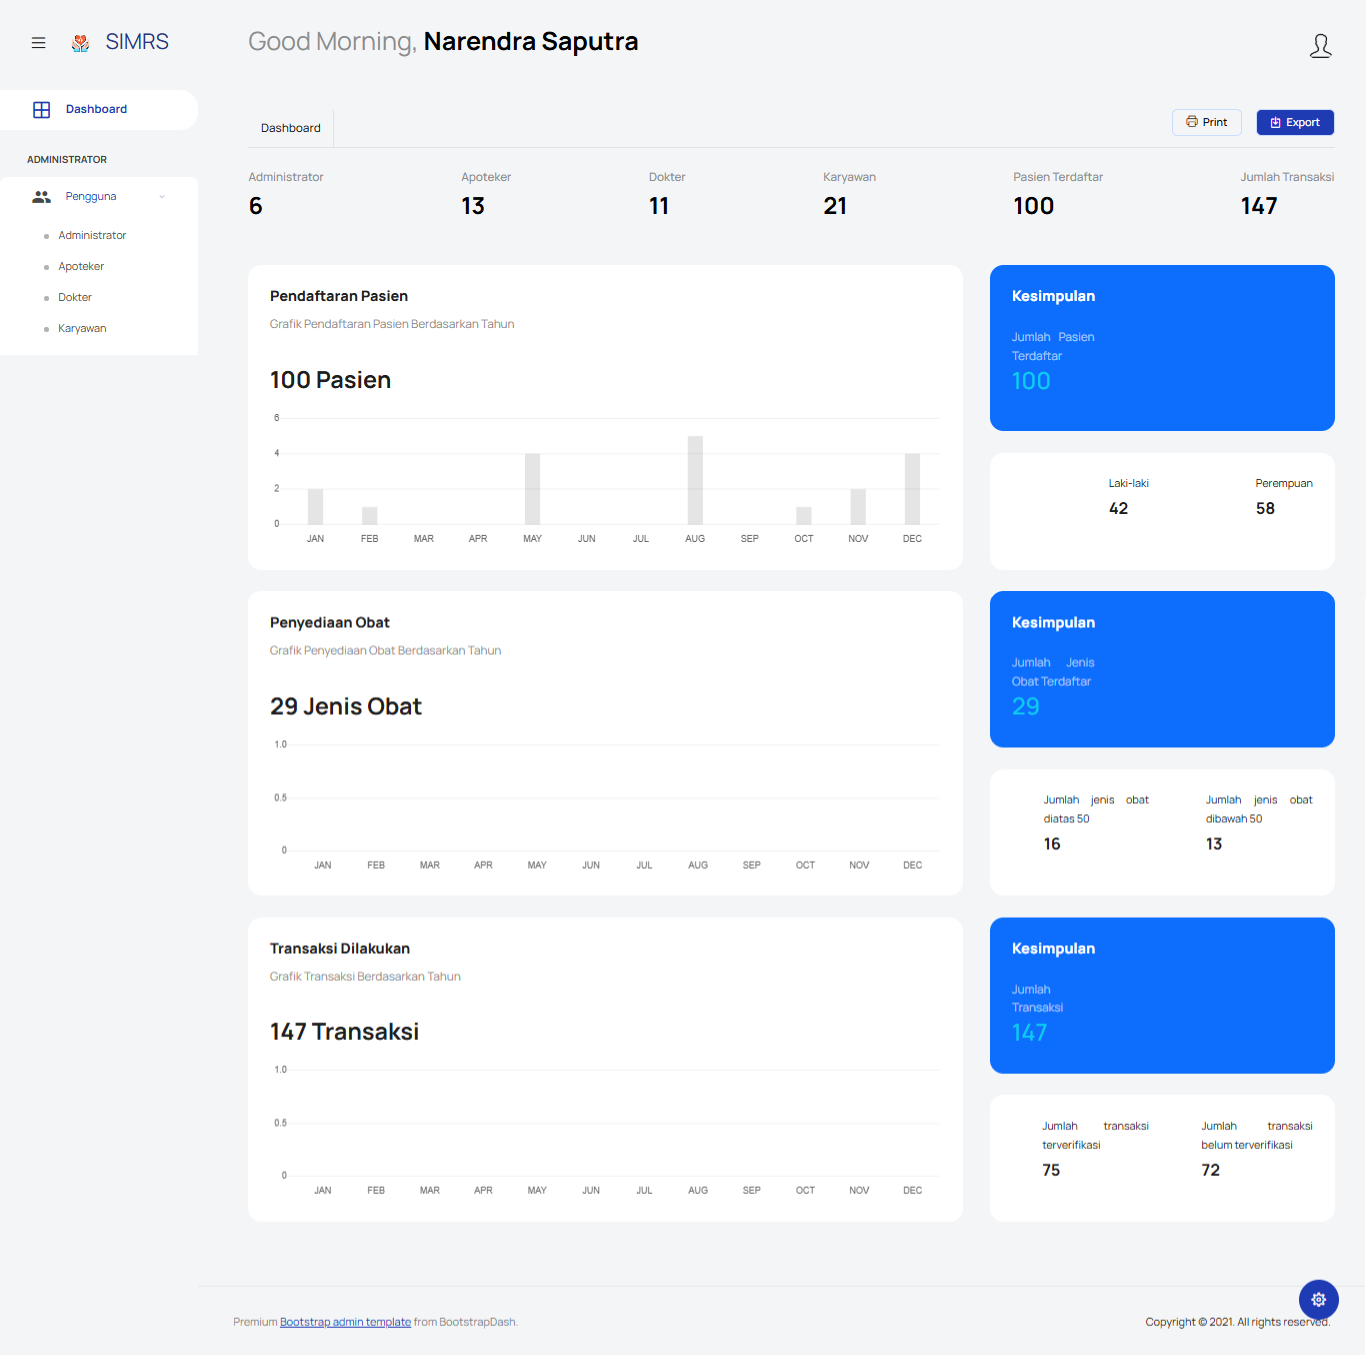 SIMRS
Good Morning, Narendra Saputra
Dashboard
ADMINISTRATOR
Pengguna
Administrator
Apoteker
Dokter
Karyawan
Dashboard
Print
Export
Administrator
6
Apoteker
13
Dokter
11
Karyawan
21
Pasien Terdaftar
100
Jumlah Transaksi
147
Pendaftaran Pasien
Grafik Pendaftaran Pasien Berdasarkan Tahun
100 Pasien
6
4
2
0
JAN FEB MAR APR MAY JUN JUL AUG SEP OCT NOV DEC
Kesimpulan
Jumlah Pasien
Terdaftar
100
Laki-laki
42
Perempuan
58
Penyediaan Obat
Grafik Penyediaan Obat Berdasarkan Tahun
29 Jenis Obat
1.0
0.5
0
JAN FEB MAR APR MAY JUN JUL AUG SEP OCT NOV DEC
Kesimpulan
Jumlah Jenis
Obat Terdaftar
29
Jumlah jenis obat
diatas 50
16
Jumlah jenis obat
dibawah 50
13
Transaksi Dilakukan
Grafik Transaksi Berdasarkan Tahun
147 Transaksi
1.0
0.5
0
JAN FEB MAR APR MAY JUN JUL AUG SEP OCT NOV DEC
Kesimpulan
Jumlah
Transaksi
147
Jumlah transaksi
terverifikasi
75
Jumlah transaksi
belum terverifikasi
72
Premium Bootstrap admin template from BootstrapDash.
Copyright © 2021. All rights reserved.